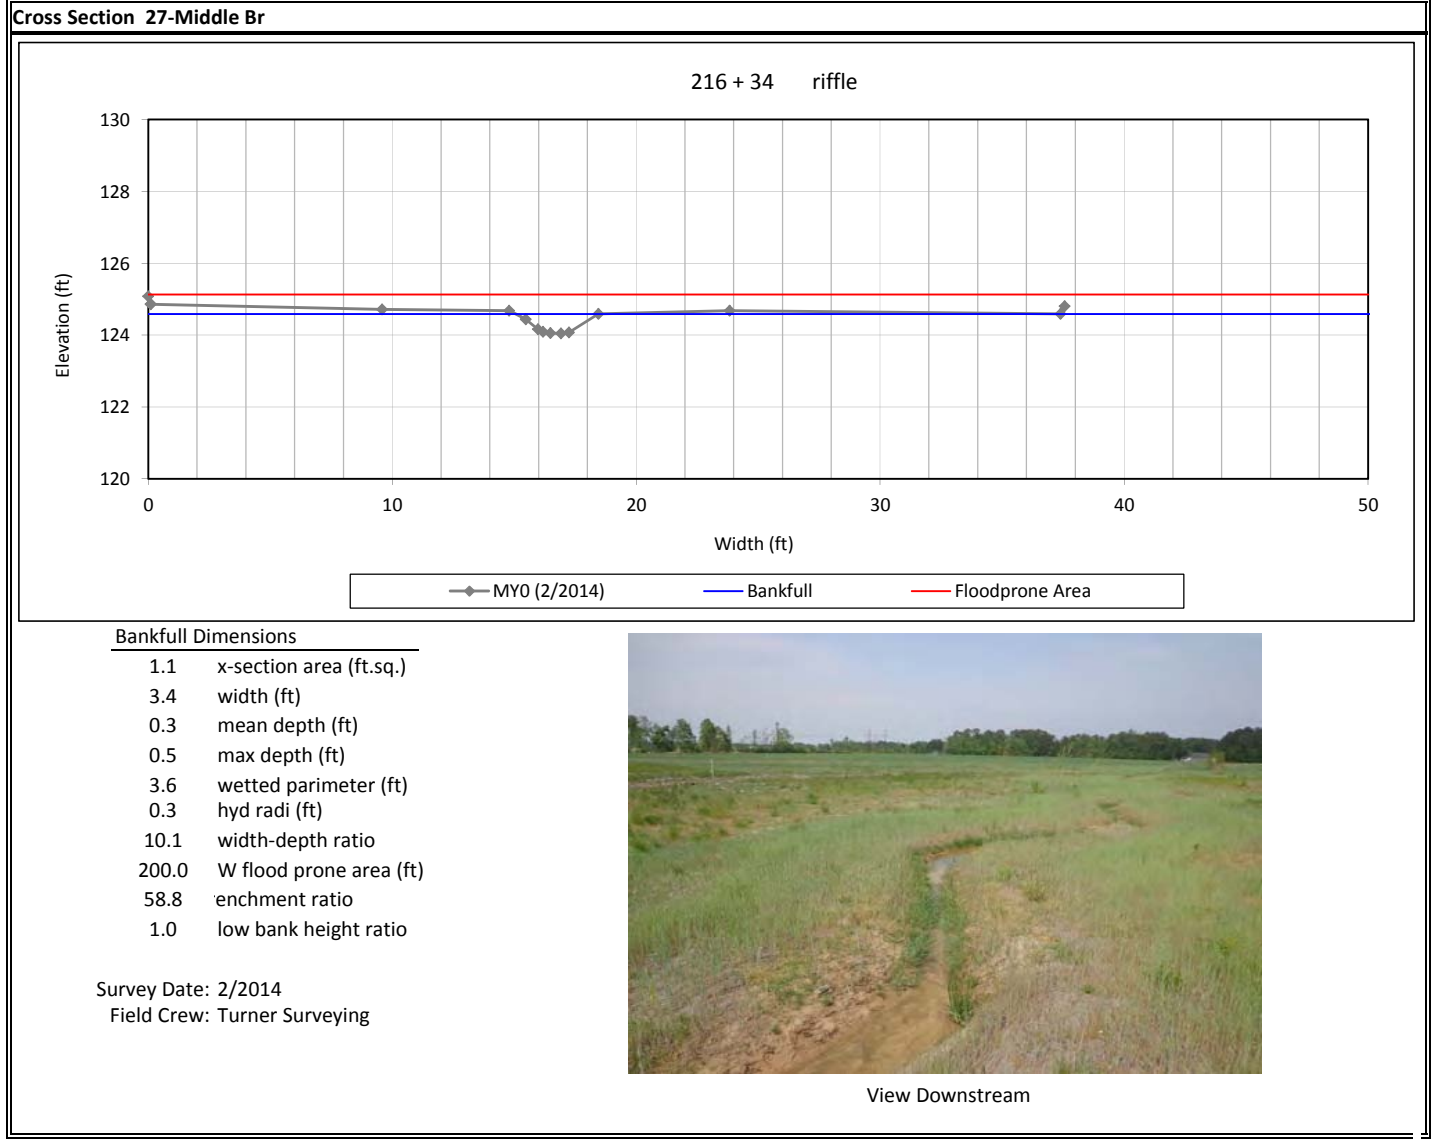 Cross Section 27-Middle Br
216 + 34 riffle
130
128
126
124
122
120
Elevation (ft)
0 10 20 30 40 50
Width (ft)
MY0 (2/2014) Bankfull Floodprone Area
Bankfull Dimensions
1.1 x-section area (ft.sq.)
3.4 width (ft)
0.3 mean depth (ft)
0.5 max depth (ft)
3.6 wetted parimeter (ft)
0.3 hyd radi (ft)
10.1 width-depth ratio
200.0 W flood prone area (ft)
58.8 enchment ratio
1.0 low bank height ratio
Survey Date: 2/2014
Field Crew: Turner Surveying
View Downstream